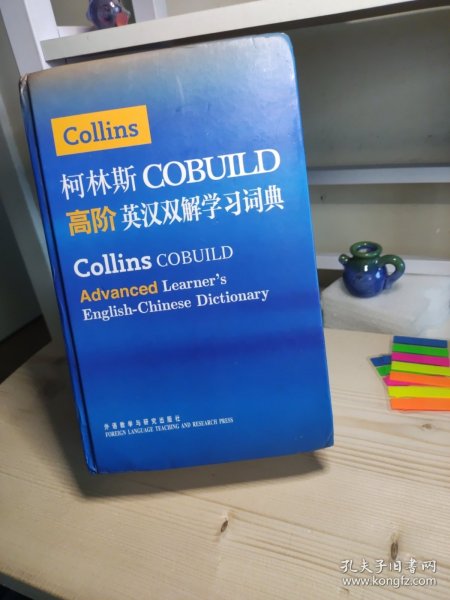 Collins
柯林斯 COBUILD
高阶 英汉双解学习词典
Collins COBUILD
Advanced Learner's
English-Chinese Dictionary
外语教学与研究出版社
FOREIGN LANGUAGE TEACHING AND RESEARCH PRESS
孔夫子旧书网
www.kongfz.com